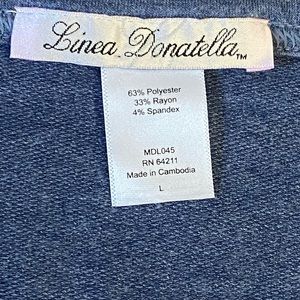 Linea Donatella™
63% Polyester
33% Rayon
4% Spandex
MDL045
RN 64211
Made in Cambodia
L